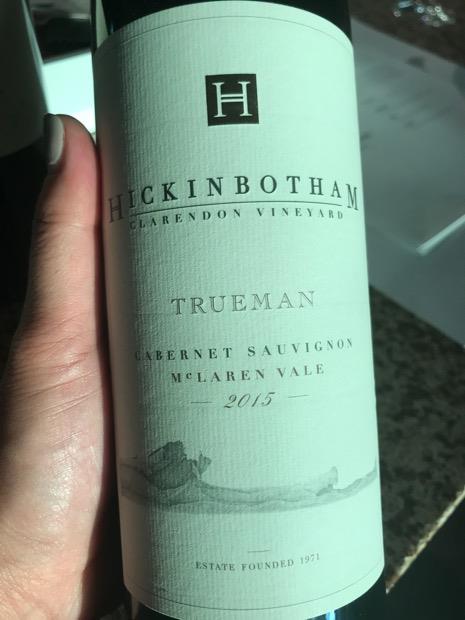 H
HICKINBOTHAM
CLARENDON VINEYARD
TRUEMAN
CABERNET SAUVIGNON
McLAREN VALE
— 2015 —
ESTATE FOUNDED 1971